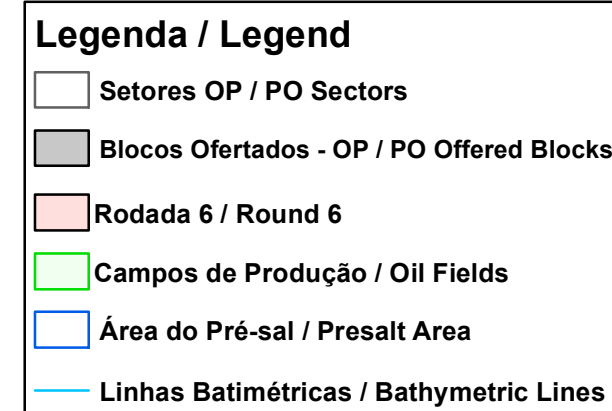 Legenda / Legend
Setores OP / PO Sectors
Blocos Ofertados - OP / PO Offered Blocks
Rodada 6 / Round 6
Campos de Produção / Oil Fields
Área do Pré-sal / Presalt Area
Linhas Batimétricas / Bathymetric Lines